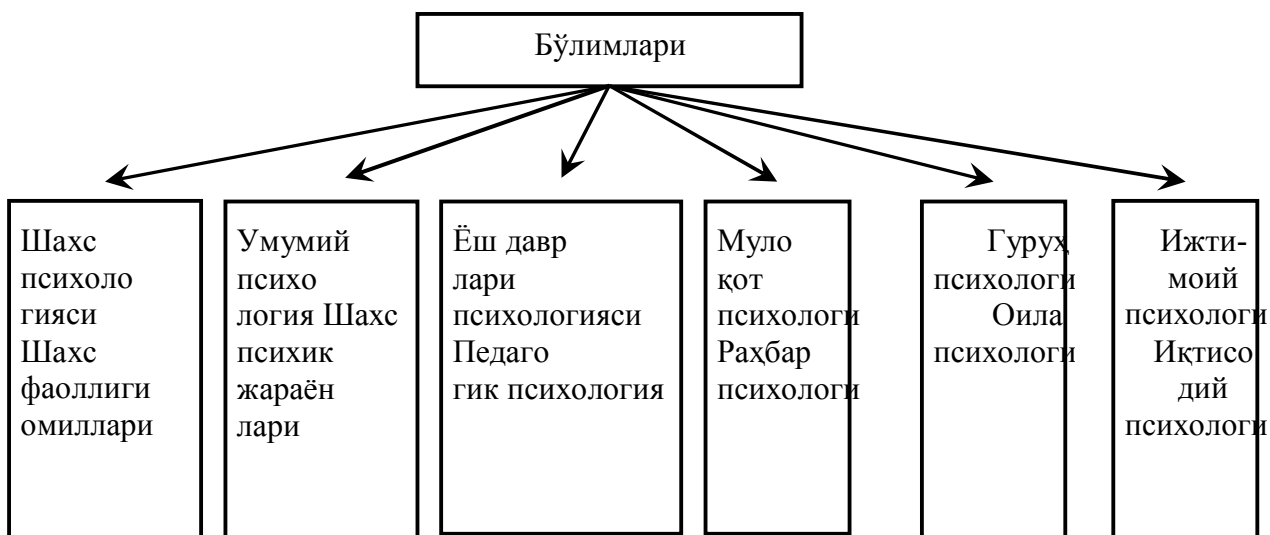 Бўлимлари
Шахс
психоло
гияси
Шахс
фаоллиги
омиллари
Умумий
психо
логия Шахс
психик
жараён
лари
Ёш давр
лари
психологияси
Педаго
гик психология
Муло
қот
психологи
Раҳбар
психологи
Гуруҳ
психологи
Оила
психологи
Ижти-
моий
психологи
Иқтисо
дий
психологи